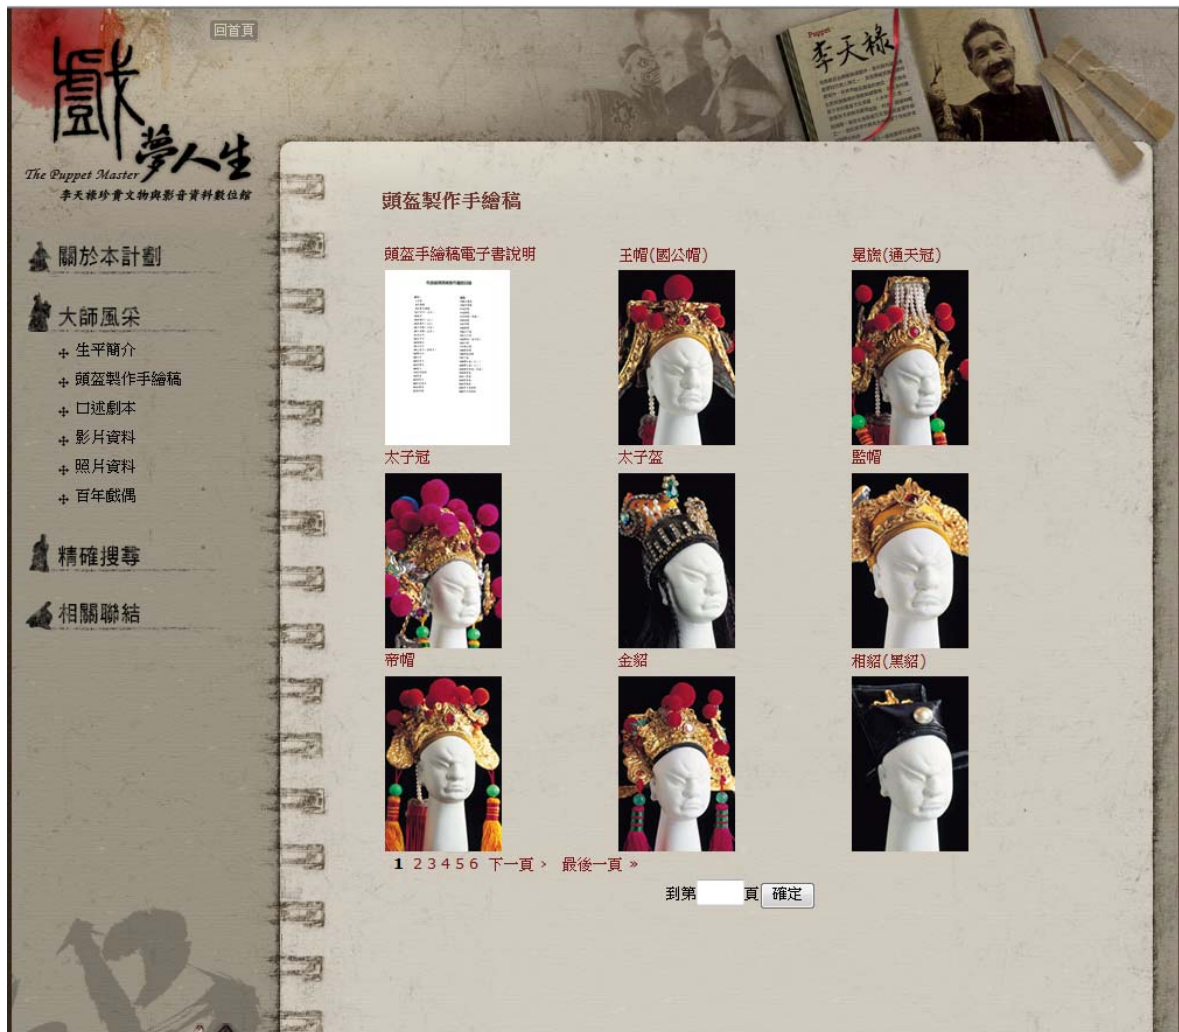 回首頁
戲
夢人生
The Puppet Master
李天祿珍貴文物與影音資料數位館
Puppet
李天祿
關於本計劃
大師風采
生平簡介
頭盔製作手繪稿
口述劇本
影片資料
照片資料
百年戲偶
精確搜尋
相關聯結
頭盔製作手繪稿
頭盔手繪稿電子書說明
王帽(國公帽)
冕旒(通天冠)
太子冠
太子盔
監帽
帝帽
金貂
相貂(黑貂)
1 2 3 4 5 6 下一頁 › 最後一頁 »
到第 頁 確定